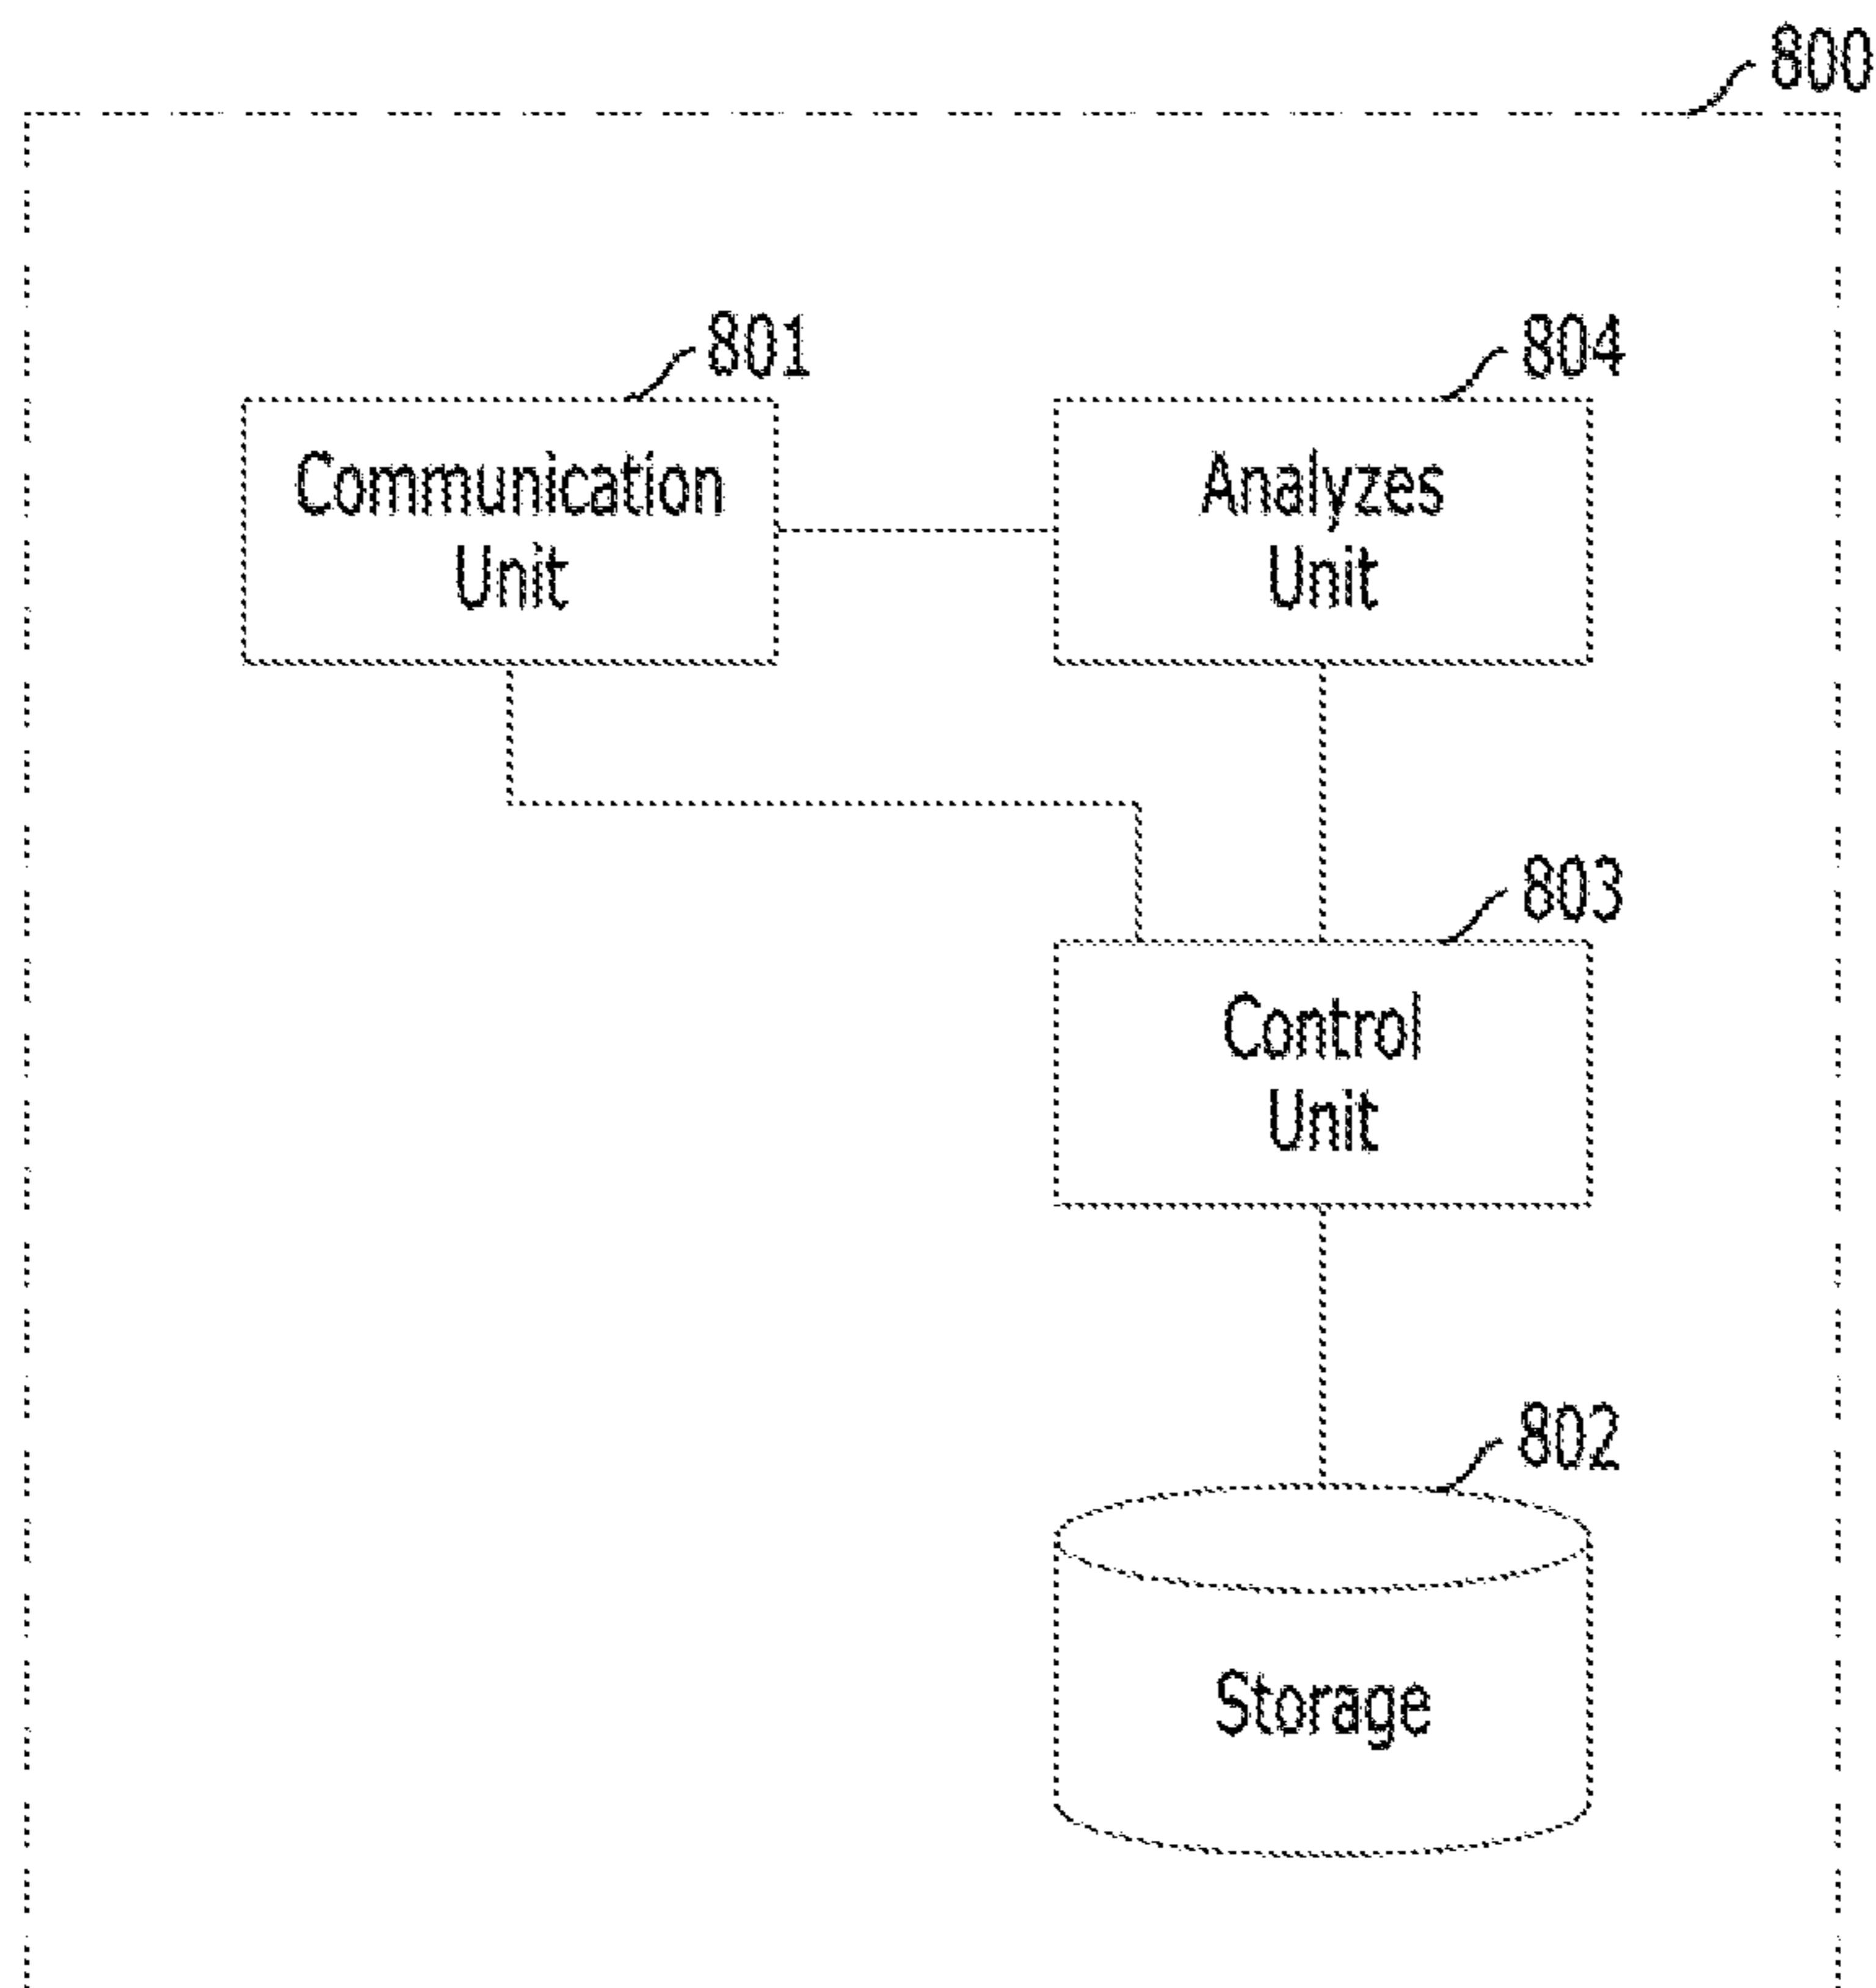 800
801
804
Communication
Unit
Analyzes
Unit
803
Control
Unit
802
Storage